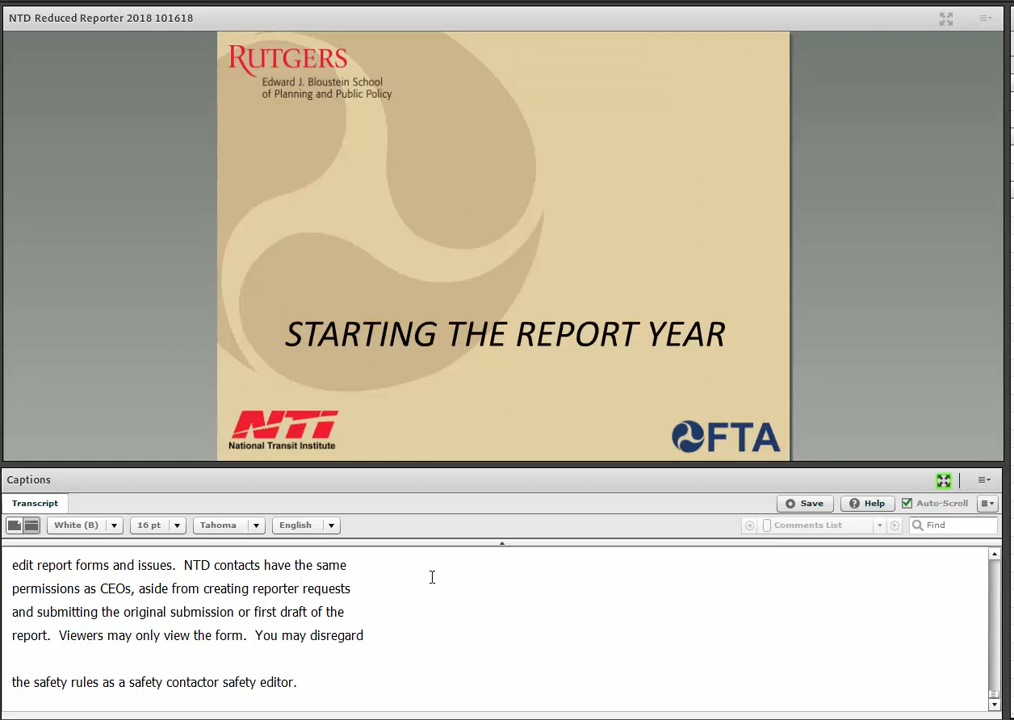 NTD Reduced Reporter 2018 101618
RUTGERS
Edward J. Bloustein School
of Planning and Public Policy
STARTING THE REPORT YEAR
NTI
National Transit Institute
FTA
Captions
Transcript
Save
Help
Auto-Scroll
White (B)
16 pt
Tahoma
English
Comments List
Find
edit report forms and issues.  NTD contacts have the same
permissions as CEOs, aside from creating reporter requests
and submitting the original submission or first draft of the
report.  Viewers may only view the form.  You may disregard
the safety rules as a safety contactor safety editor.